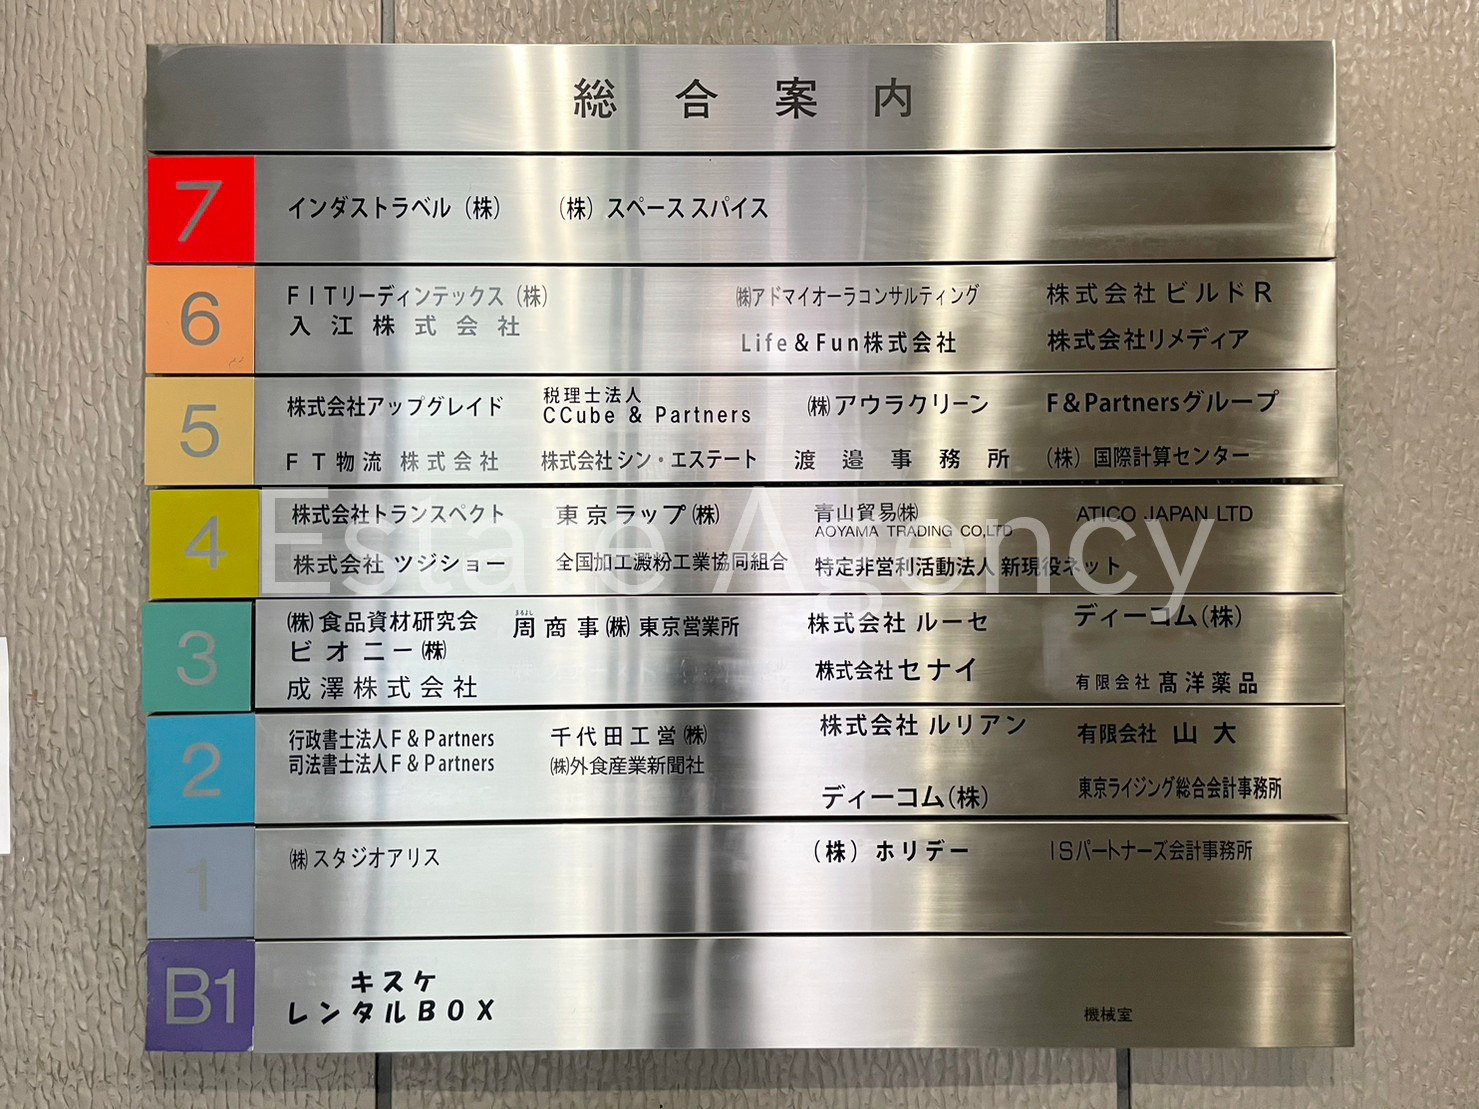 総合案内
7
インダストラベル（株）
（株）スペーススパイス
6
FITリーディンテックス（株）
入江株式会社
㈱アドマイオーラコンサルティング
Life＆Fun株式会社
株式会社ビルドR
株式会社リメディア
5
株式会社アップグレイド
税理士法人
CCube & Partners
㈱アウラクリーン
F＆Partnersグループ
FT物流 株式会社
株式会社シン・エステート
渡邉事務所
（株）国際計算センター
4
株式会社トランスペクト
東京ラップ㈱
青山貿易㈱
AOYAMA TRADING CO,LTD
ATICO JAPAN LTD
株式会社 ツジショー
全国加工澱粉工業協同組合
特定非営利活動法人 新現役ネット
Estate Agency
3
㈱食品資材研究会
ビオニー㈱
成澤株式会社
まるよし
周商事㈱ 東京営業所
株式会社 ルーセ
株式会社セナイ
ディーコム(株)
有限会社 髙洋薬品
2
行政書士法人F＆Partners
司法書士法人F＆Partners
千代田工営㈱
㈱外食産業新聞社
株式会社 ルリアン
ディーコム(株)
有限会社 山大
東京ライジング総合会計事務所
1
㈱スタジオアリス
（株）ホリデー
ISパートナーズ会計事務所
B1
キスケ
レンタルBOX
機械室